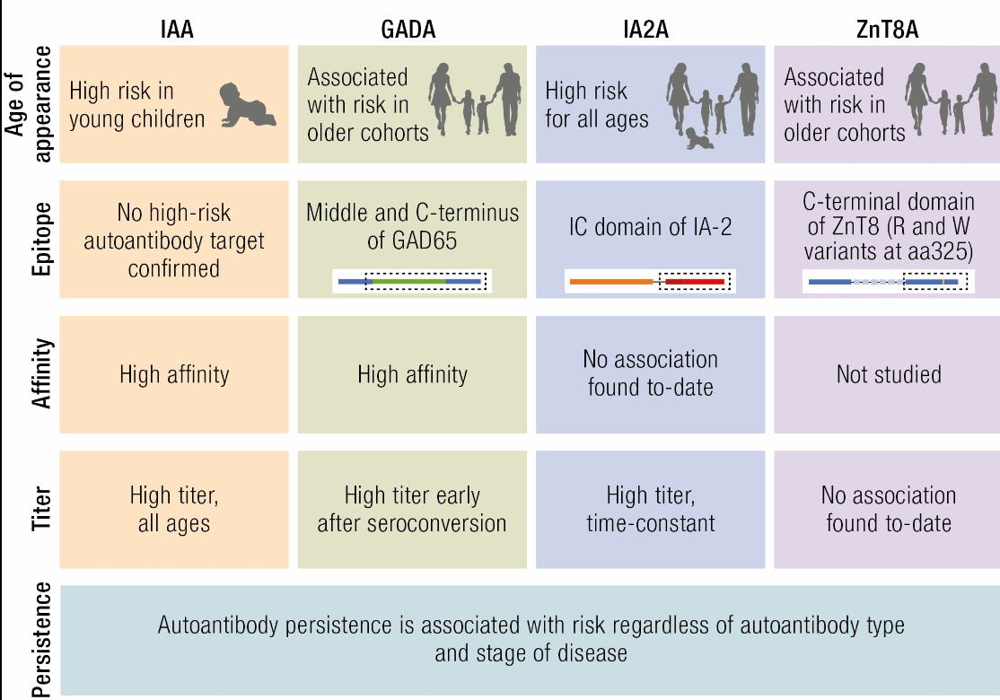 IAA
GADA
IA2A
ZnT8A
Age of
appearance
High risk in
young children
Associated
with risk in
older cohorts
High risk
for all ages
Associated
with risk in
older cohorts
Epitope
No high-risk
autoantibody target
confirmed
Middle and C-terminus
of GAD65
IC domain of IA-2
C-terminal domain
of ZnT8 (R and W
variants at aa325)
Affinity
High affinity
High affinity
No association
found to-date
Not studied
Titer
High titer,
all ages
High titer early
after seroconversion
High titer,
time-constant
No association
found to-date
Persistence
Autoantibody persistence is associated with risk regardless of autoantibody type
and stage of disease